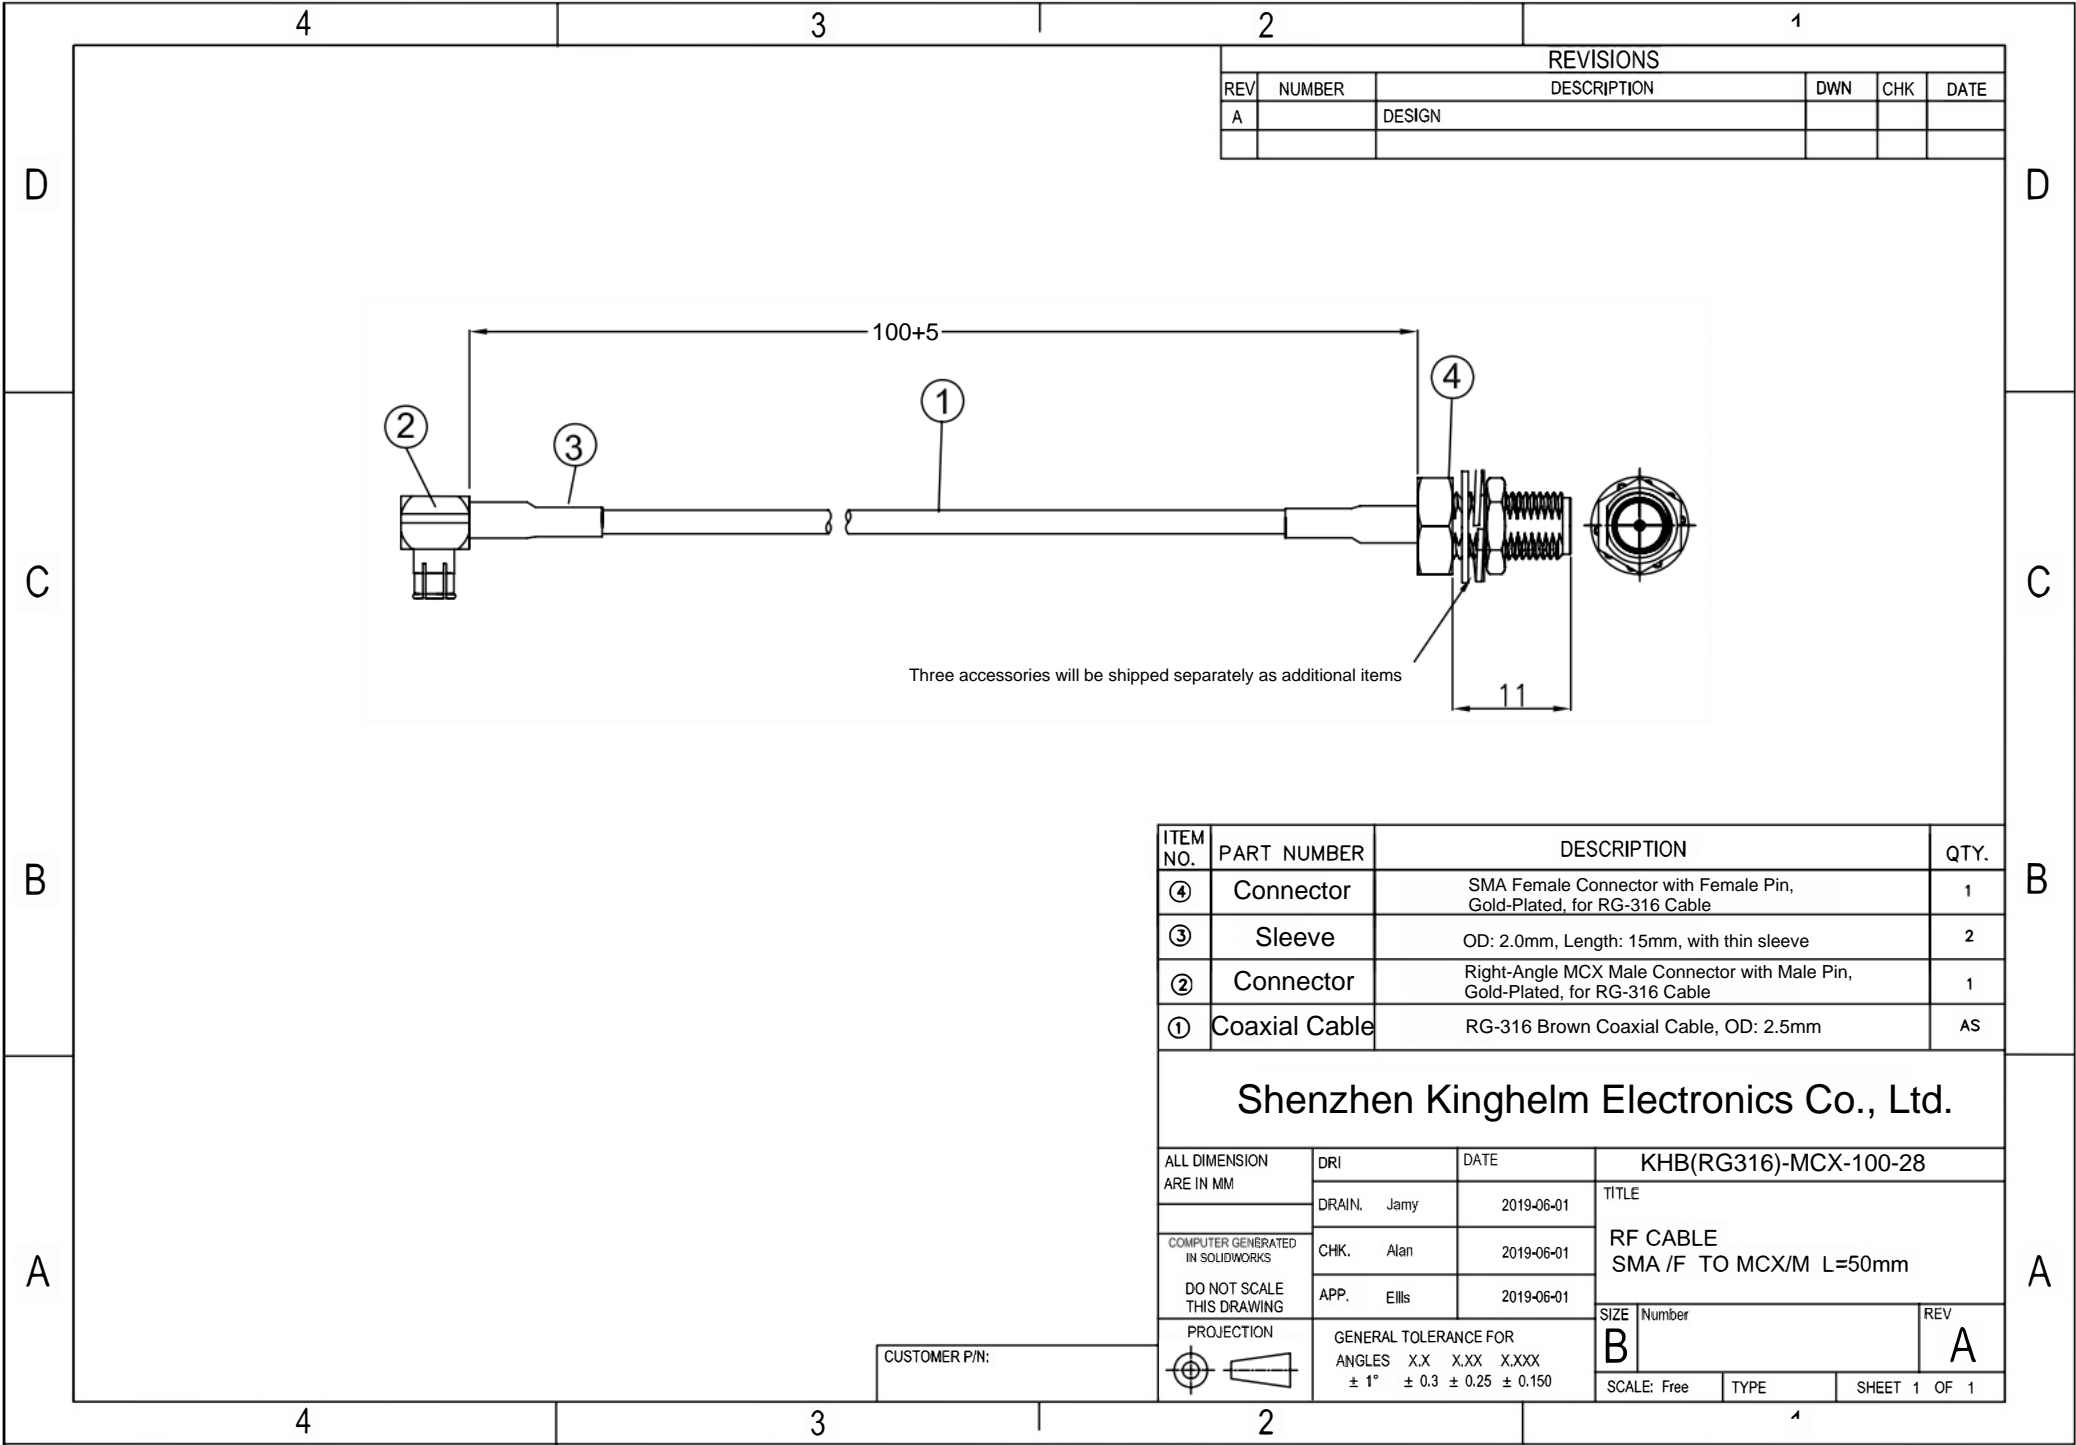 4 3 2 1
REVISIONS
REV NUMBER DESCRIPTION DWN CHK DATE
A DESIGN
D D
100+5
4
1
2
3
C C
Three accessories will be shipped separately as additional items
11
ITEM
NO. PART NUMBER DESCRIPTION QTY.
④ Connector SMA Female Connector with Female Pin,
Gold-Plated, for RG-316 Cable 1
③ Sleeve OD: 2.0mm, Length: 15mm, with thin sleeve 2
② Connector Right-Angle MCX Male Connector with Male Pin,
Gold-Plated, for RG-316 Cable 1
① Coaxial Cable RG-316 Brown Coaxial Cable, OD: 2.5mm AS
B B
Shenzhen Kinghelm Electronics Co., Ltd.
ALL DIMENSION
ARE IN MM
DRI DATE
KHB(RG316)-MCX-100-28
DRAIN. Jamy 2019-06-01
TITLE
RF CABLE
SMA /F TO MCX/M L=50mm
COMPUTER GENERATED
IN SOLIDWORKS
CHK. Alan 2019-06-01
DO NOT SCALE
THIS DRAWING
APP. Ellls 2019-06-01
A A
SIZE Number REV
B A
PROJECTION
GENERAL TOLERANCE FOR
ANGLES X.X X.XX X.XXX
± 1° ± 0.3 ± 0.25 ± 0.150
SCALE: Free TYPE SHEET 1 OF 1
CUSTOMER P/N:
4 3 2 1